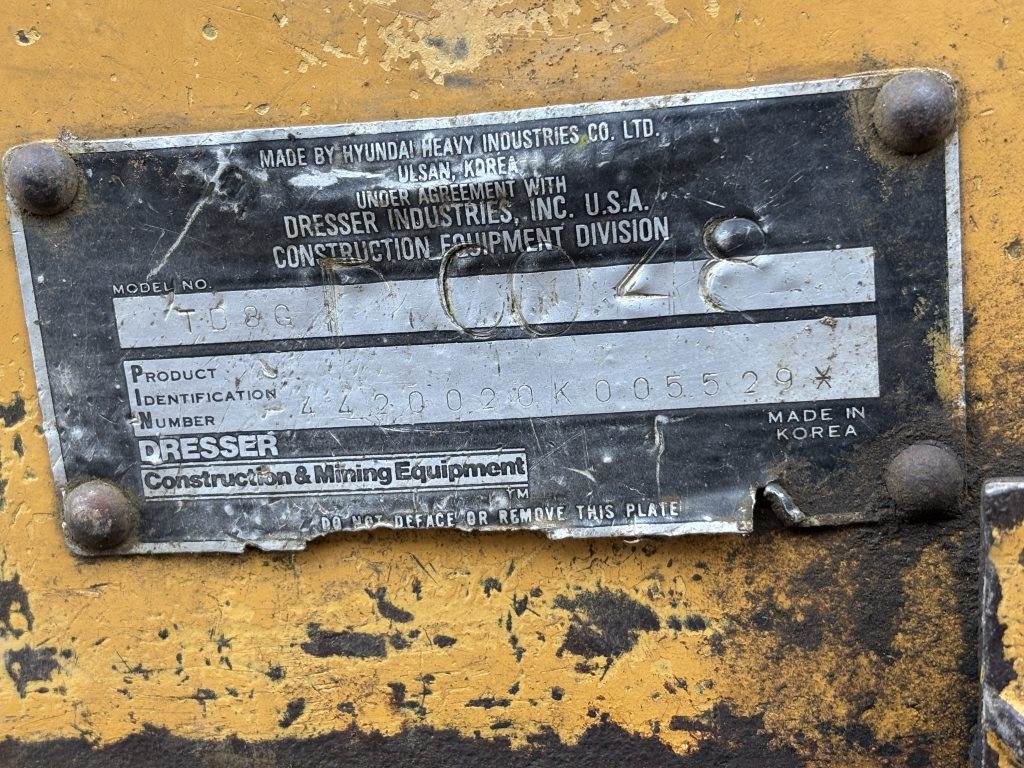 MADE BY HYUNDAI HEAVY INDUSTRIES CO. LTD.
ULSAN, KOREA
UNDER AGREEMENT WITH
DRESSER INDUSTRIES, INC. U.S.A.
CONSTRUCTION EQUIPMENT DIVISION
MODEL NO.
TD8G
PRODUCT
IDENTIFICATION
NUMBER
4420020K005529*
MADE IN
KOREA
DRESSER
Construction & Mining Equipment
DO NOT DEFACE OR REMOVE THIS PLATE